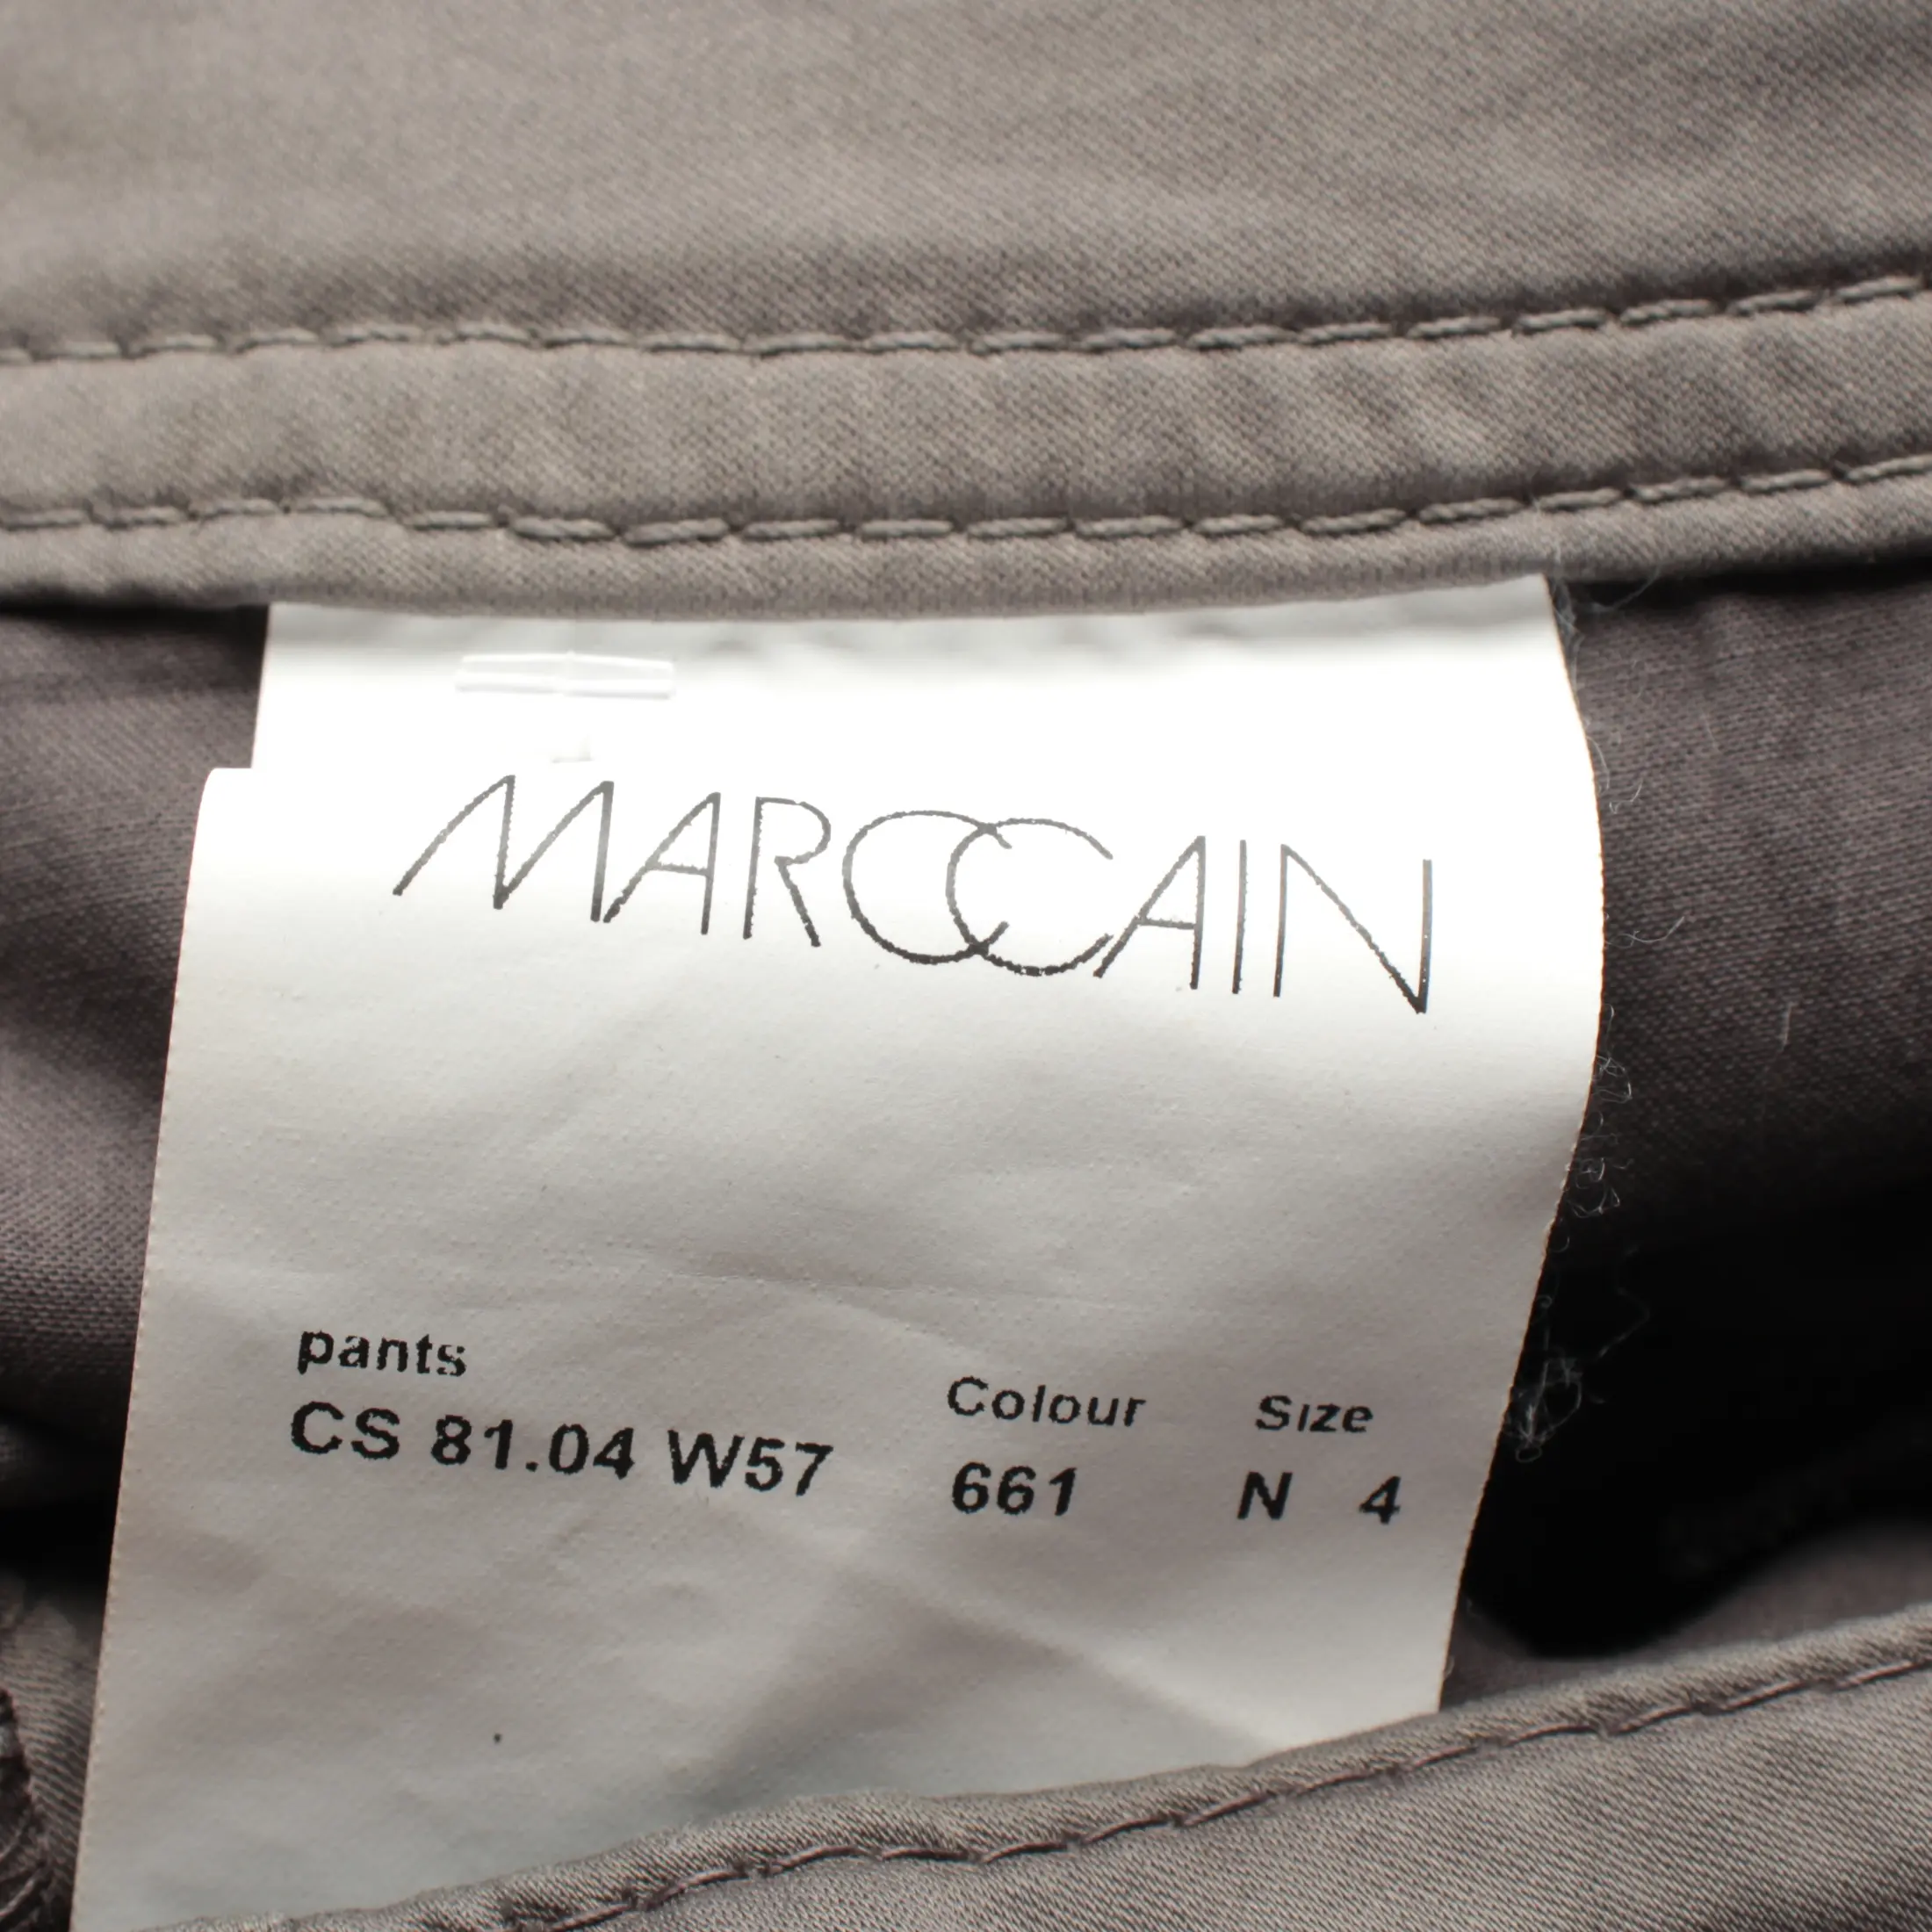 MARCCAIN
pants
CS 81.04 W57 Colour 661 Size N 4